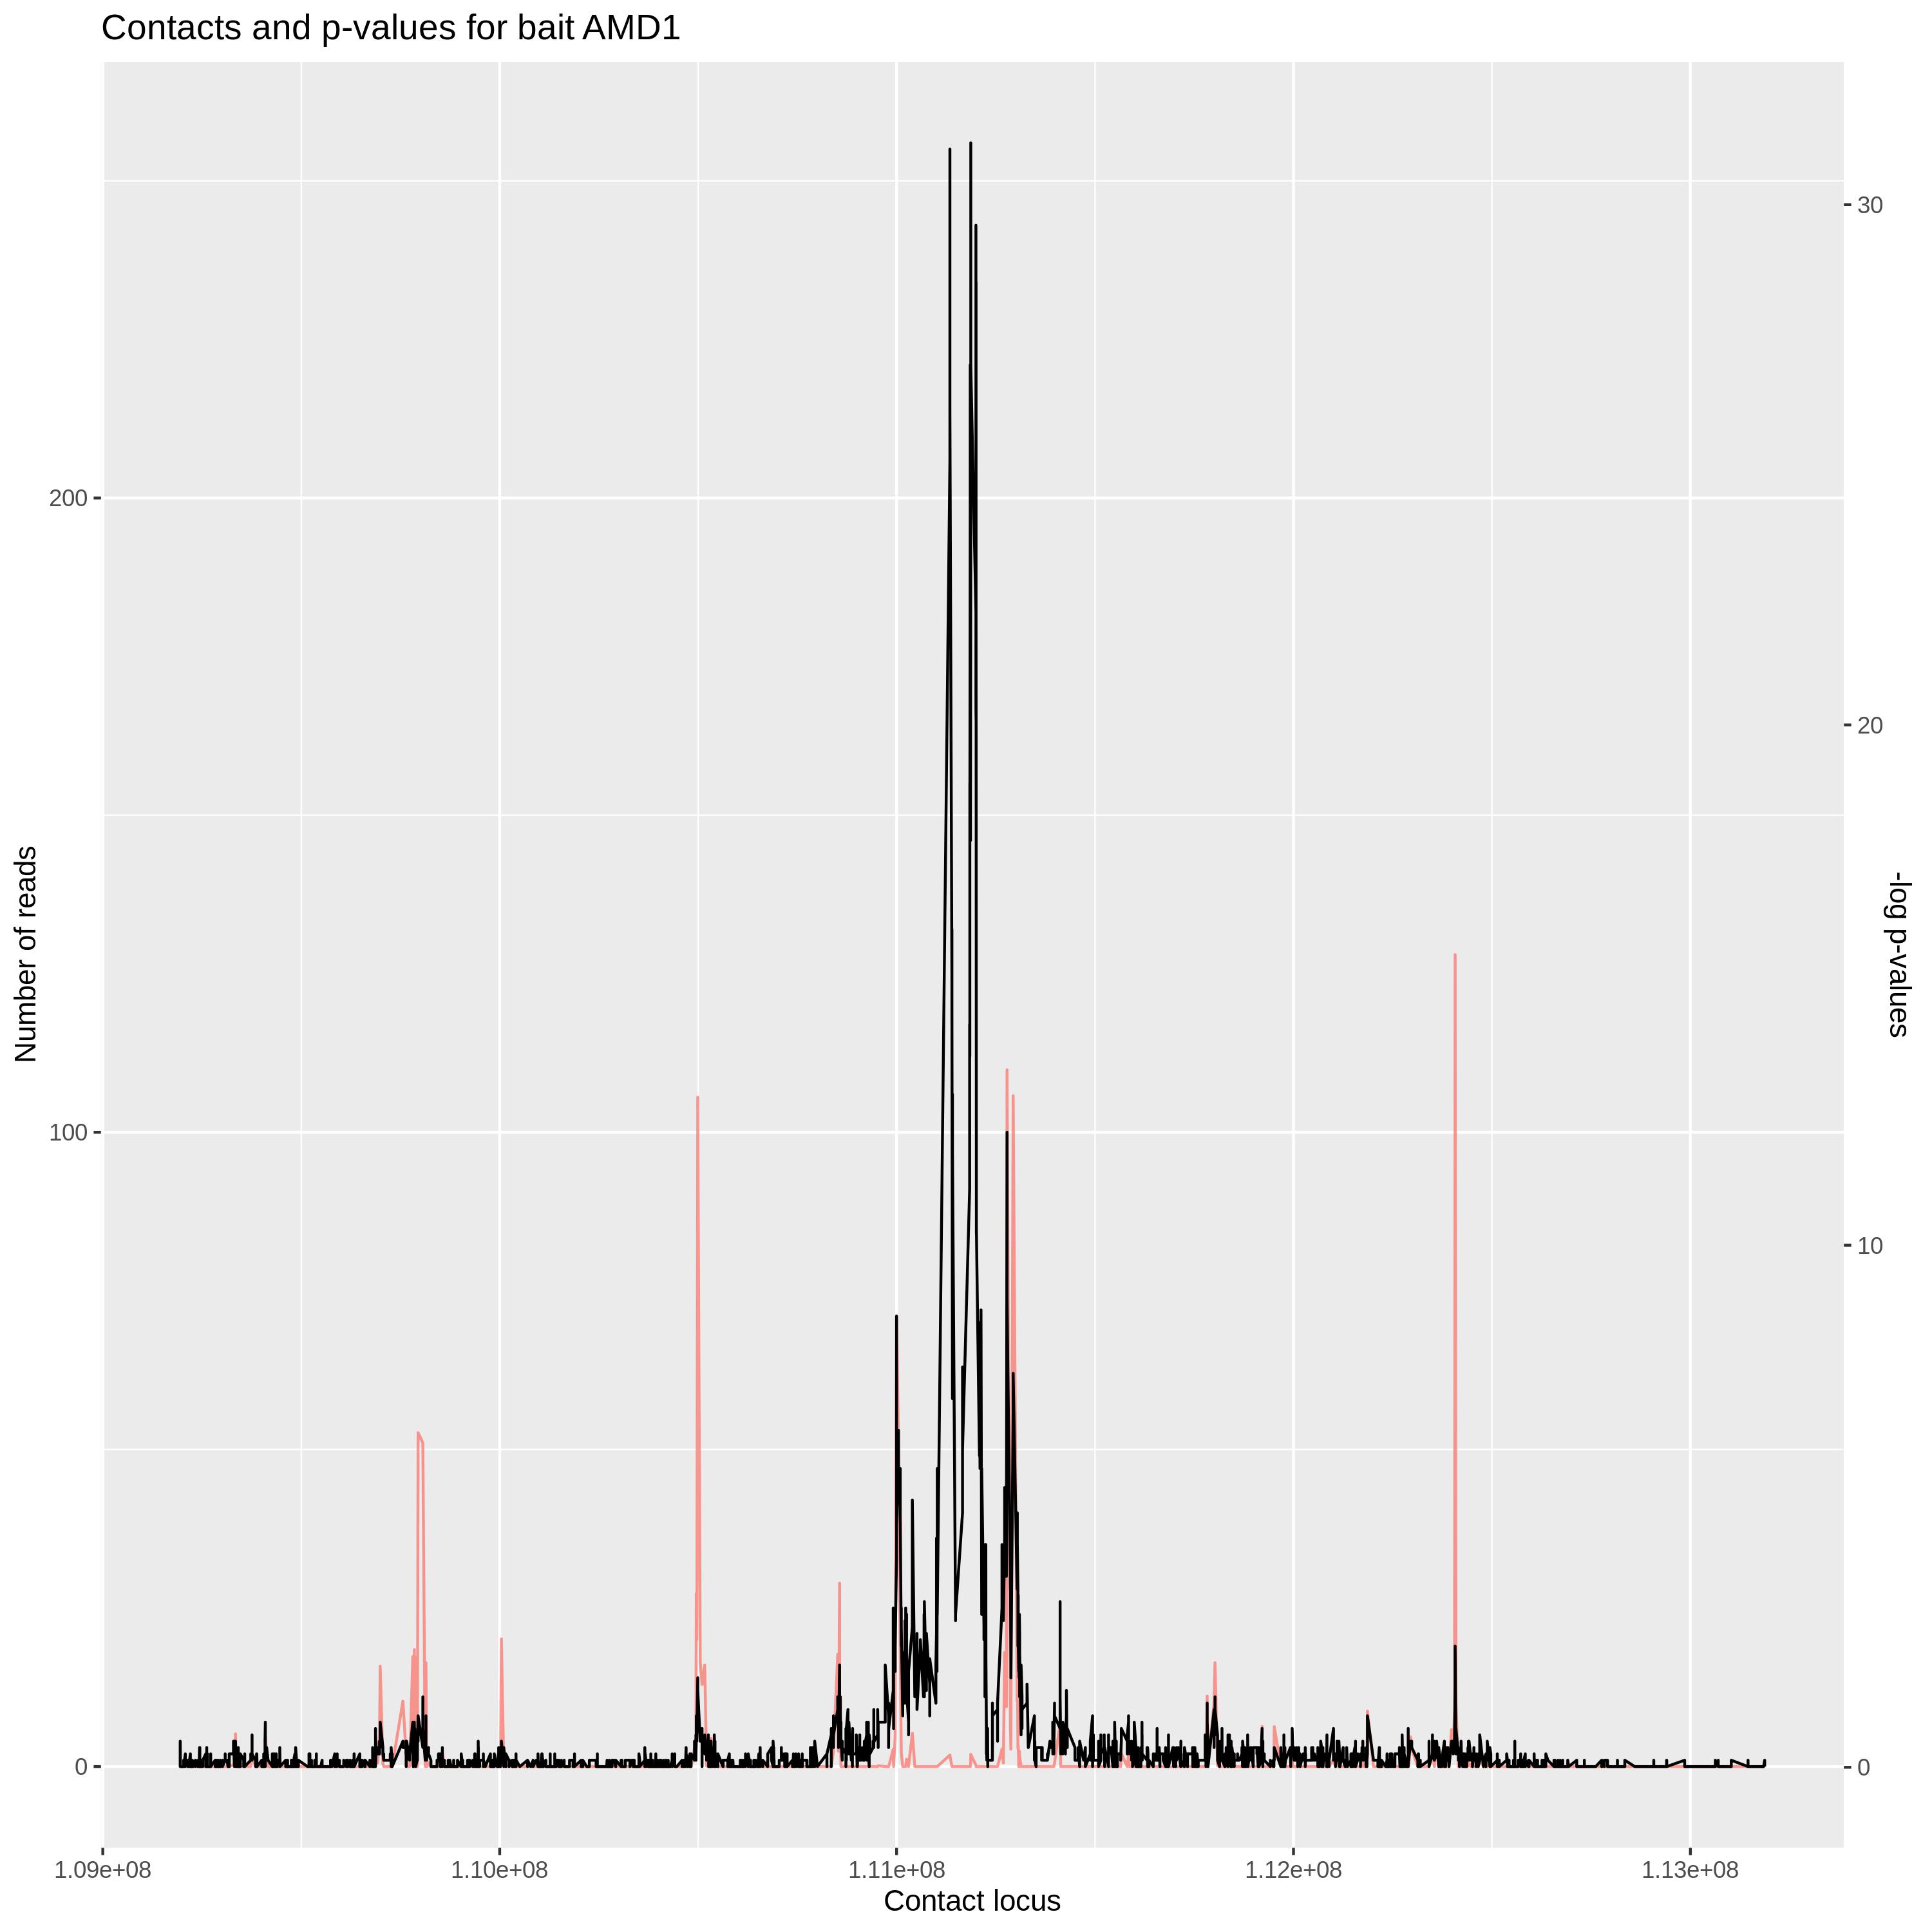 Contacts and p-values for bait AMD1
Number of reads
200
100
0
30
20
10
0
-log p-values
1.09e+08
1.10e+08
1.11e+08
1.12e+08
1.13e+08
Contact locus